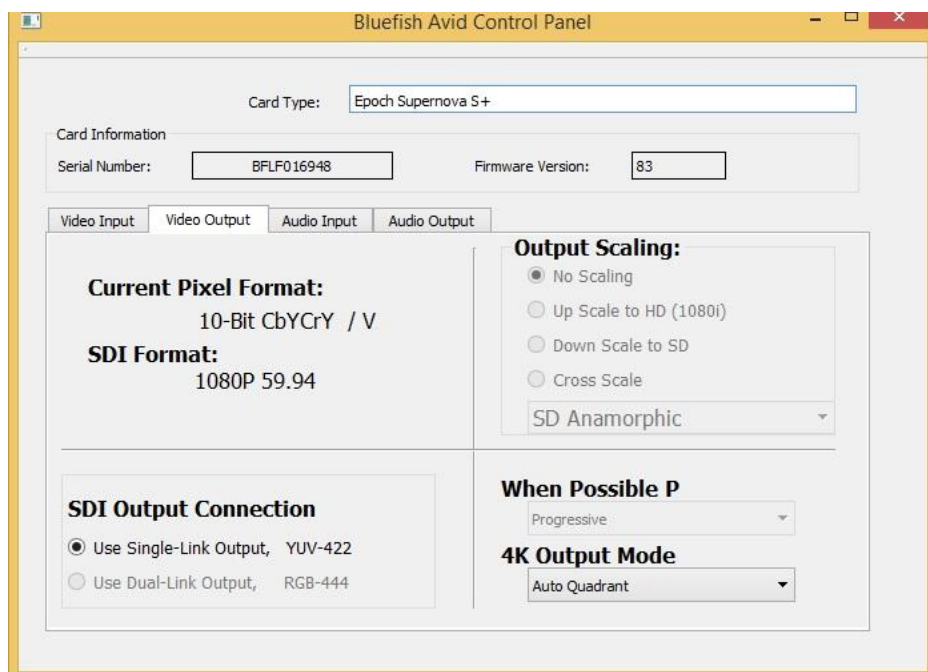 Bluefish Avid Control Panel
Card Type: Epoch Supernova S+
Card Information
Serial Number: BFLF016948 Firmware Version: 83
Video Input Video Output Audio Input Audio Output
Current Pixel Format:
10-Bit CbYCrY / V
SDI Format:
1080P 59.94
Output Scaling:
No Scaling
Up Scale to HD (1080i)
Down Scale to SD
Cross Scale
SD Anamorphic
SDI Output Connection
Use Single-Link Output, YUV-422
Use Dual-Link Output, RGB-444
When Possible P
Progressive
4K Output Mode
Auto Quadrant